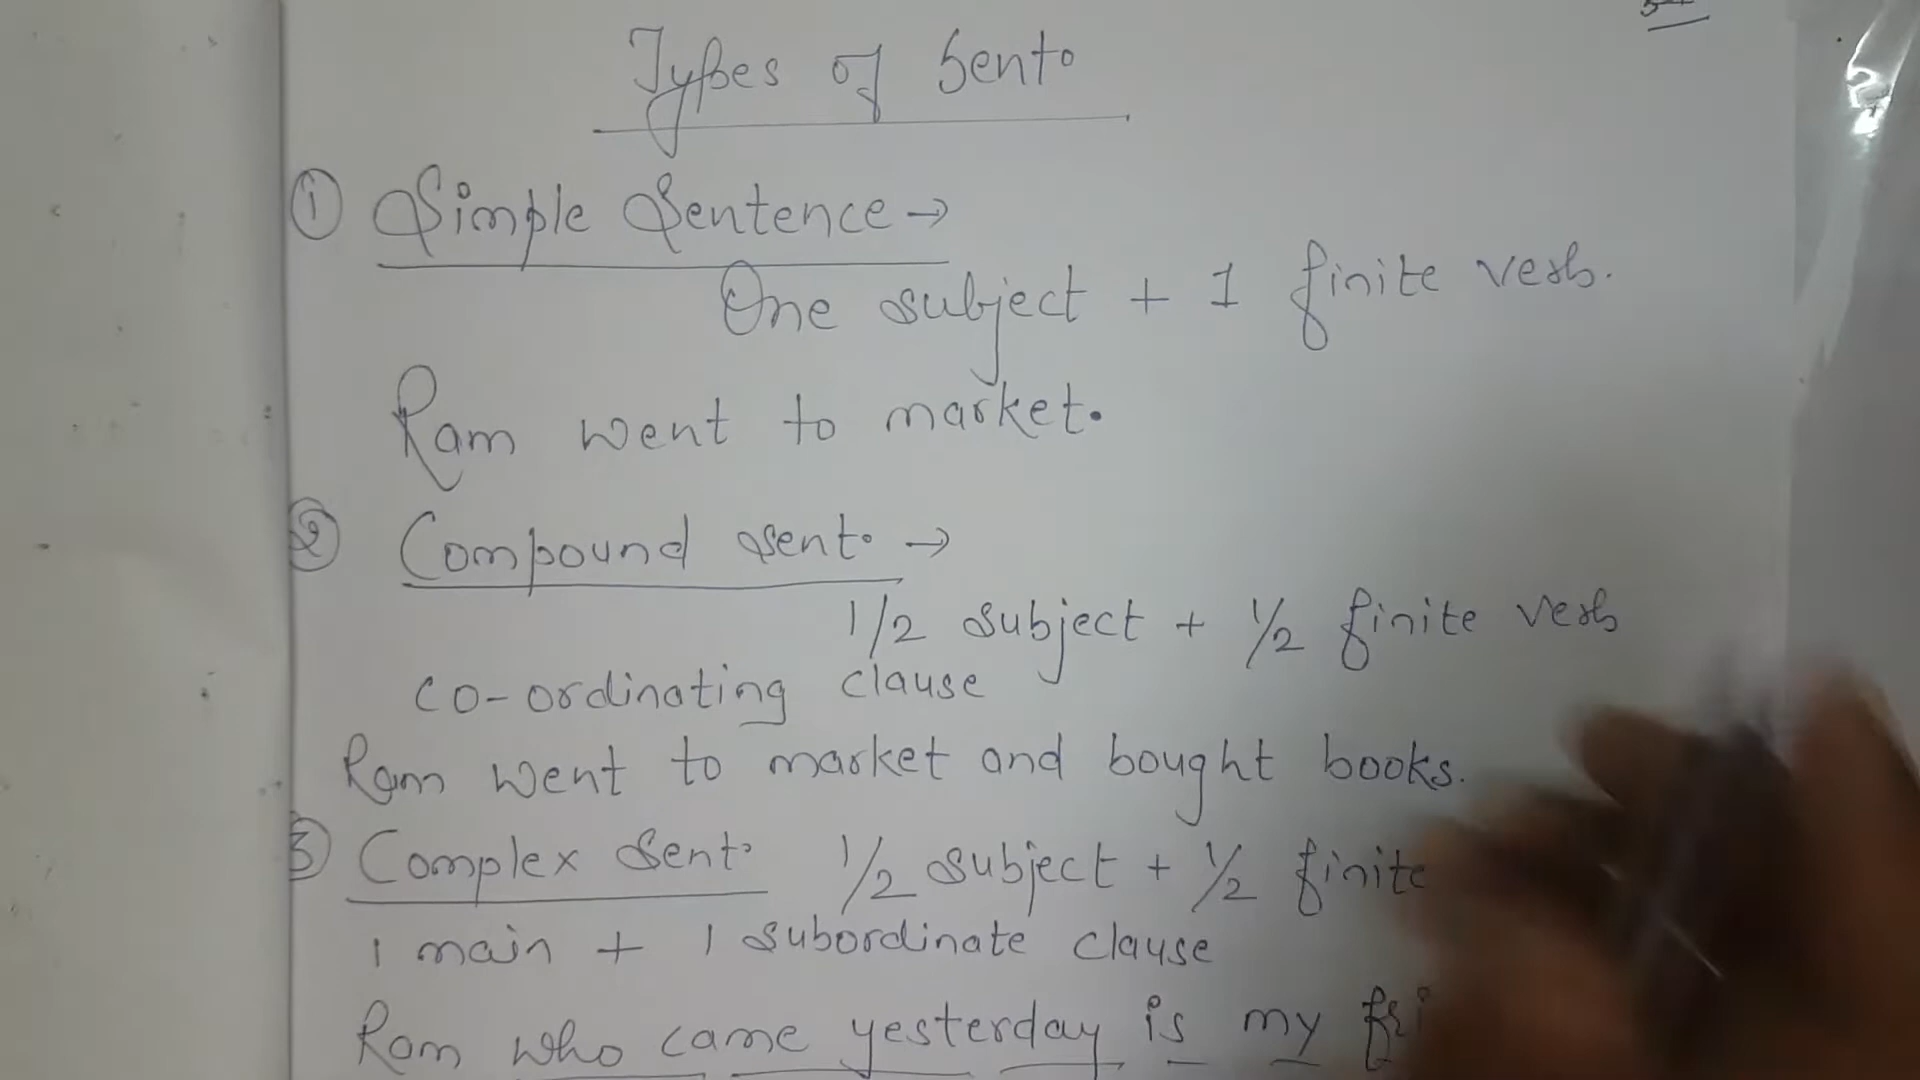 Types of Sent.
① Simple Sentence →
One subject + 1 finite verb.
Ram went to market.
② Compound sent. →
1/2 subject + 1/2 finite verb
co-ordinating clause
Ram went to market and bought books.
3 Complex Sent. 1/2 subject + 1/2 finite
1 main + 1 subordinate clause
Ram who came yesterday is my